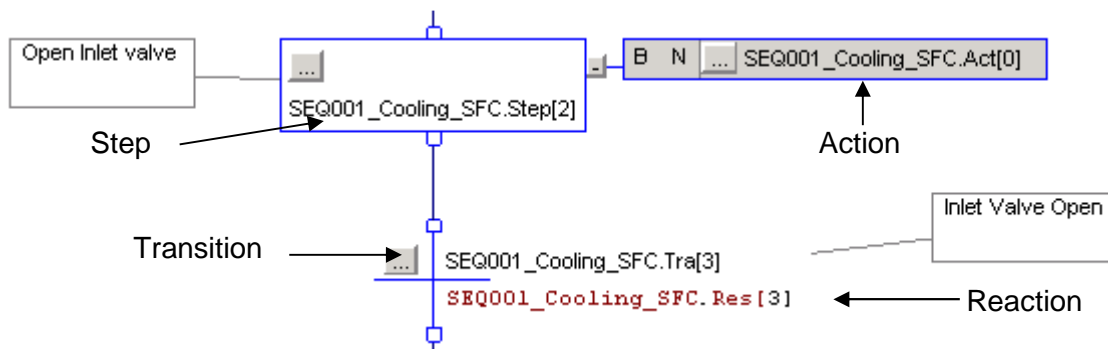 Open Inlet valve
...
B N ... SEQ001_Cooling_SFC.Act[0]
-
SEQ001_Cooling_SFC.Step[2]
Step
Action
Inlet Valve Open
Transition
...
SEQ001_Cooling_SFC.Tra[3]
SEQ001_Cooling_SFC.Res[3]
Reaction